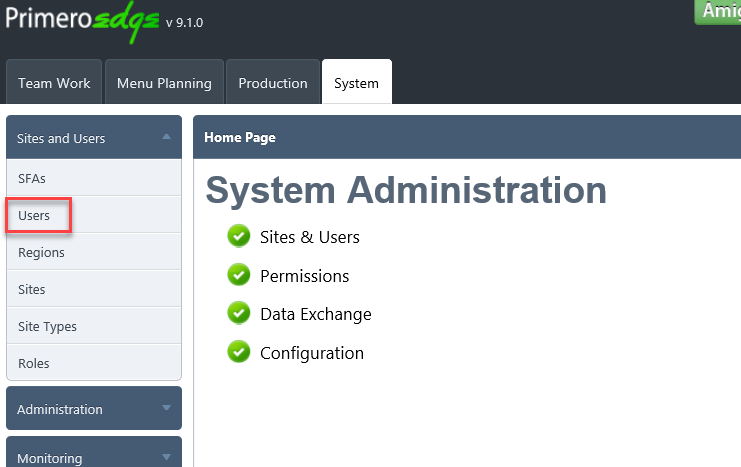 Primeroedge v 9.1.0
Team Work
Menu Planning
Production
System
Sites and Users
SFAs
Users
Regions
Sites
Site Types
Roles
Administration
Monitoring
Home Page
System Administration
Sites & Users
Permissions
Data Exchange
Configuration